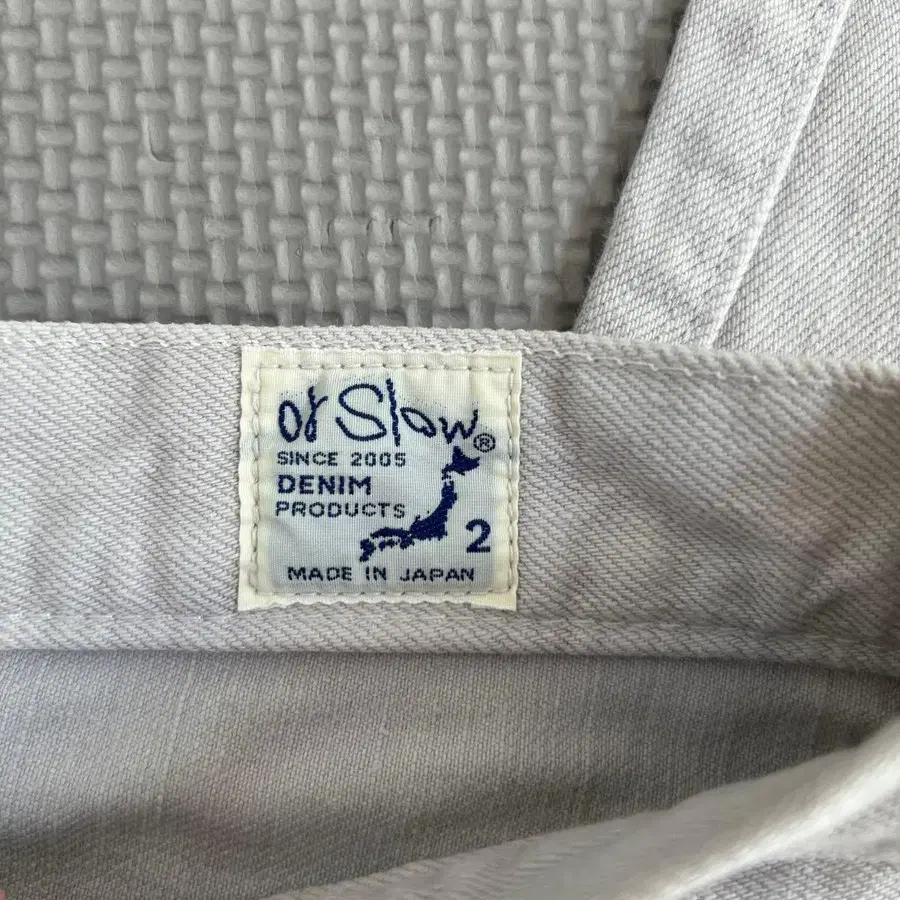 or Slow®
SINCE 2005
DENIM
PRODUCTS
2
MADE IN JAPAN